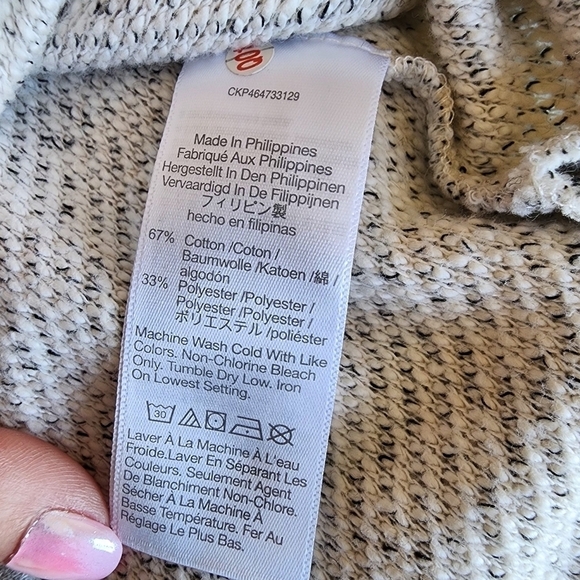 CKP464733129
Made In Philippines
Fabriqué Aux Philippines
Hergestellt In Den Philippinen
Vervaardigd In De Filippijnen
フィリピン製
hecho en filipinas
67% Cotton /Coton /
Baumwolle /Katoen /綿 /
algodón
33% Polyester /Polyester /
Polyester /Polyester /
ポリエステル /poliéster
Machine Wash Cold With Like
Colors. Non-Chlorine Bleach
Only. Tumble Dry Low. Iron
On Lowest Setting.
30
Laver À La Machine À L'eau
Froide.Laver En Séparant Les
Couleurs. Seulement Agent
De Blanchiment Non-Chlore.
Sécher À La Machine À
Basse Température. Fer Au
Réglage Le Plus Bas.